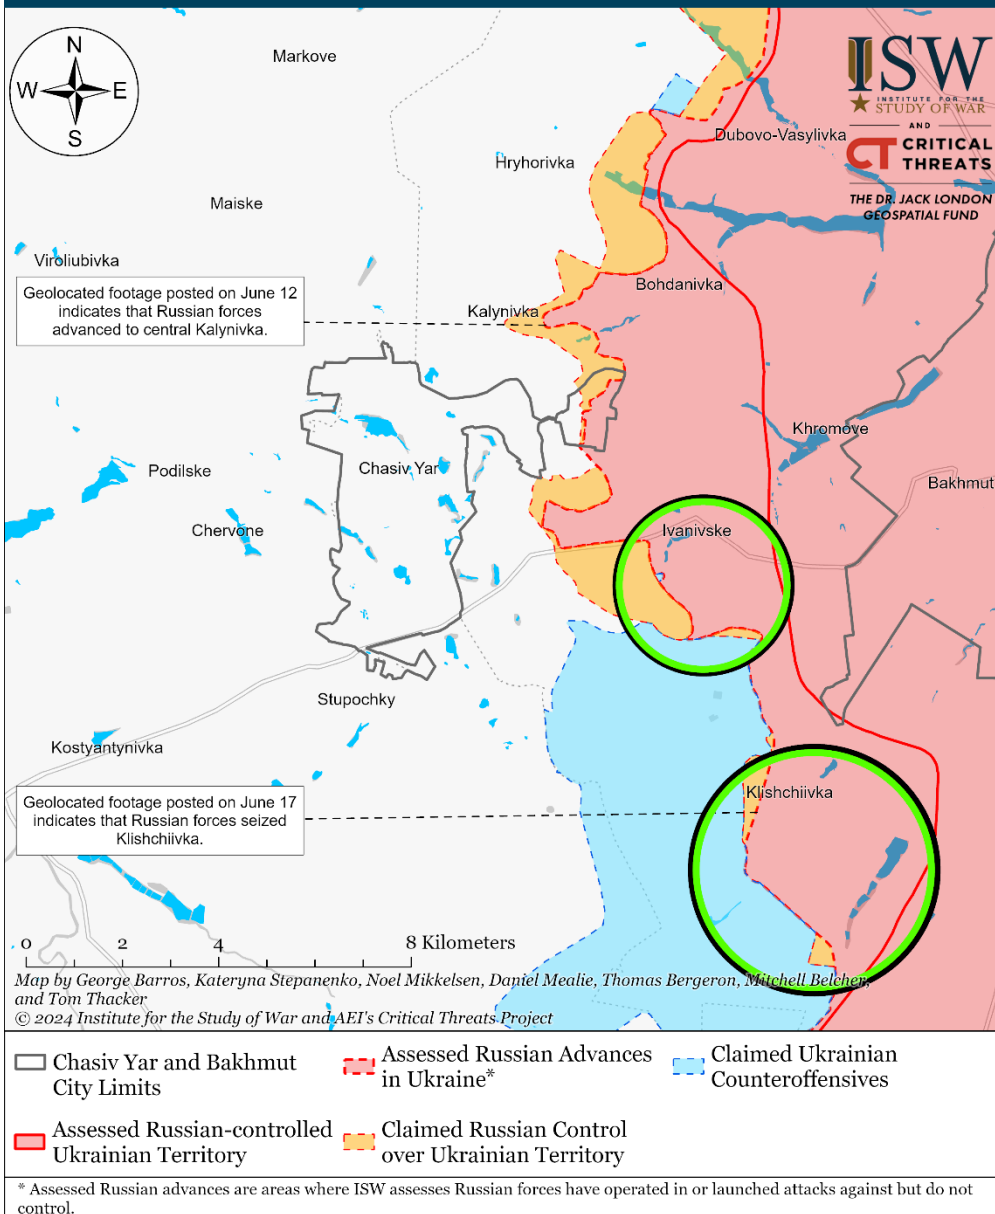 N
W E
S
ISW
INSTITUTE FOR THE
STUDY OF WAR
AND
CT CRITICAL
THREATS
THE DR. JACK LONDON
GEOSPATIAL FUND
Markove
Dubovo-Vasylivka
Hryhorivka
Maiske
Viroliubivka
Bohdanivka
Geolocated footage posted on June 12
indicates that Russian forces
advanced to central Kalynivka.
Kalynivka
Khromove
Podilske
Chasiv Yar
Bakhmut
Chervone
Ivanivske
Stupochky
Kostyantynivka
Klishchiivka
Geolocated footage posted on June 17
indicates that Russian forces seized
Klishchiivka.
0 2 4 8 Kilometers
Map by George Barros, Kateryna Stepanenko, Noel Mikkelsen, Daniel Mealie, Thomas Bergeron, Mitchell Belcher,
and Tom Thacker
© 2024 Institute for the Study of War and AEI's Critical Threats Project
Chasiv Yar and Bakhmut
City Limits
Assessed Russian Advances
in Ukraine*
Claimed Ukrainian
Counteroffensives
Assessed Russian-controlled
Ukrainian Territory
Claimed Russian Control
over Ukrainian Territory
* Assessed Russian advances are areas where ISW assesses Russian forces have operated in or launched attacks against but do not
control.